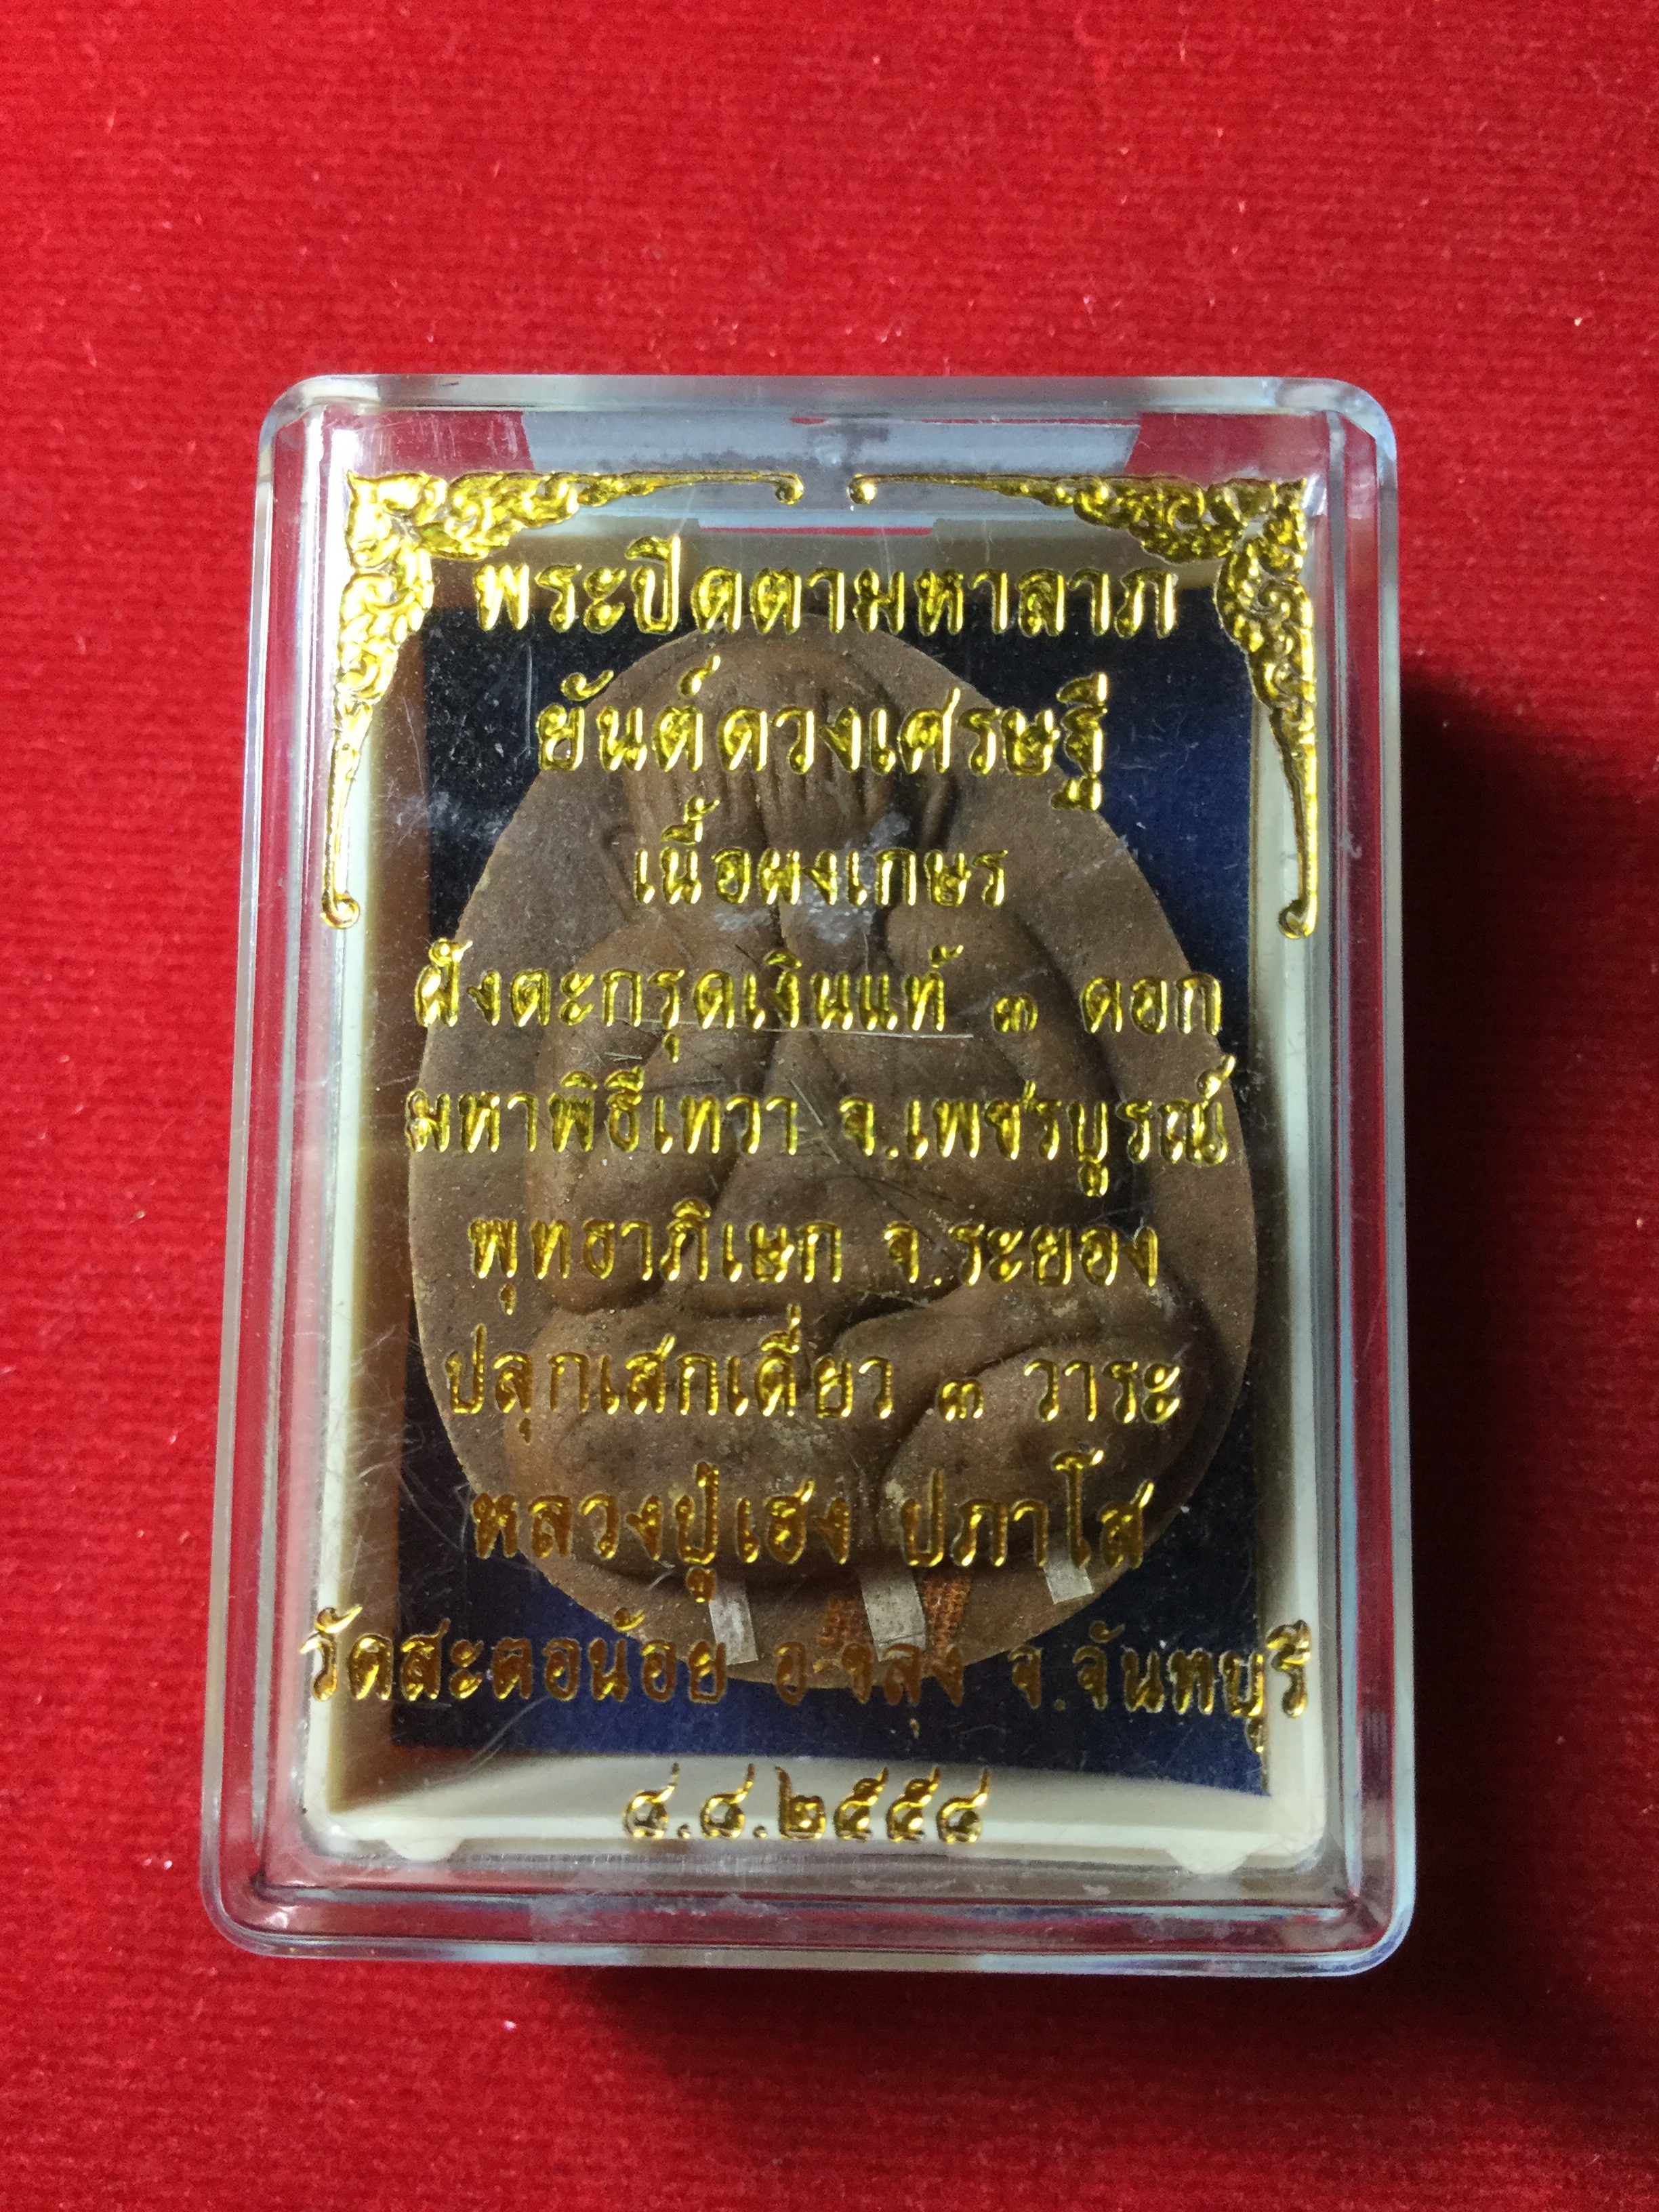 พระปิดตามหาลาภ
ยันต์ดวงเศรษฐี
เนื้อผงเกษร
ฝังตะกรุดเงินแท้ ๓ ดอก
มหาพิธีเทวา จ.เพชรบูรณ์
พุทธาภิเษก จ.ระยอง
ปลุกเสกเดี่ยว ๓ วาระ
หลวงปู่เฮง ปภาโส
วัดสะตอน้อย อ.ขลุง จ.จันทบุรี
๘.๘.๒๕๕๘